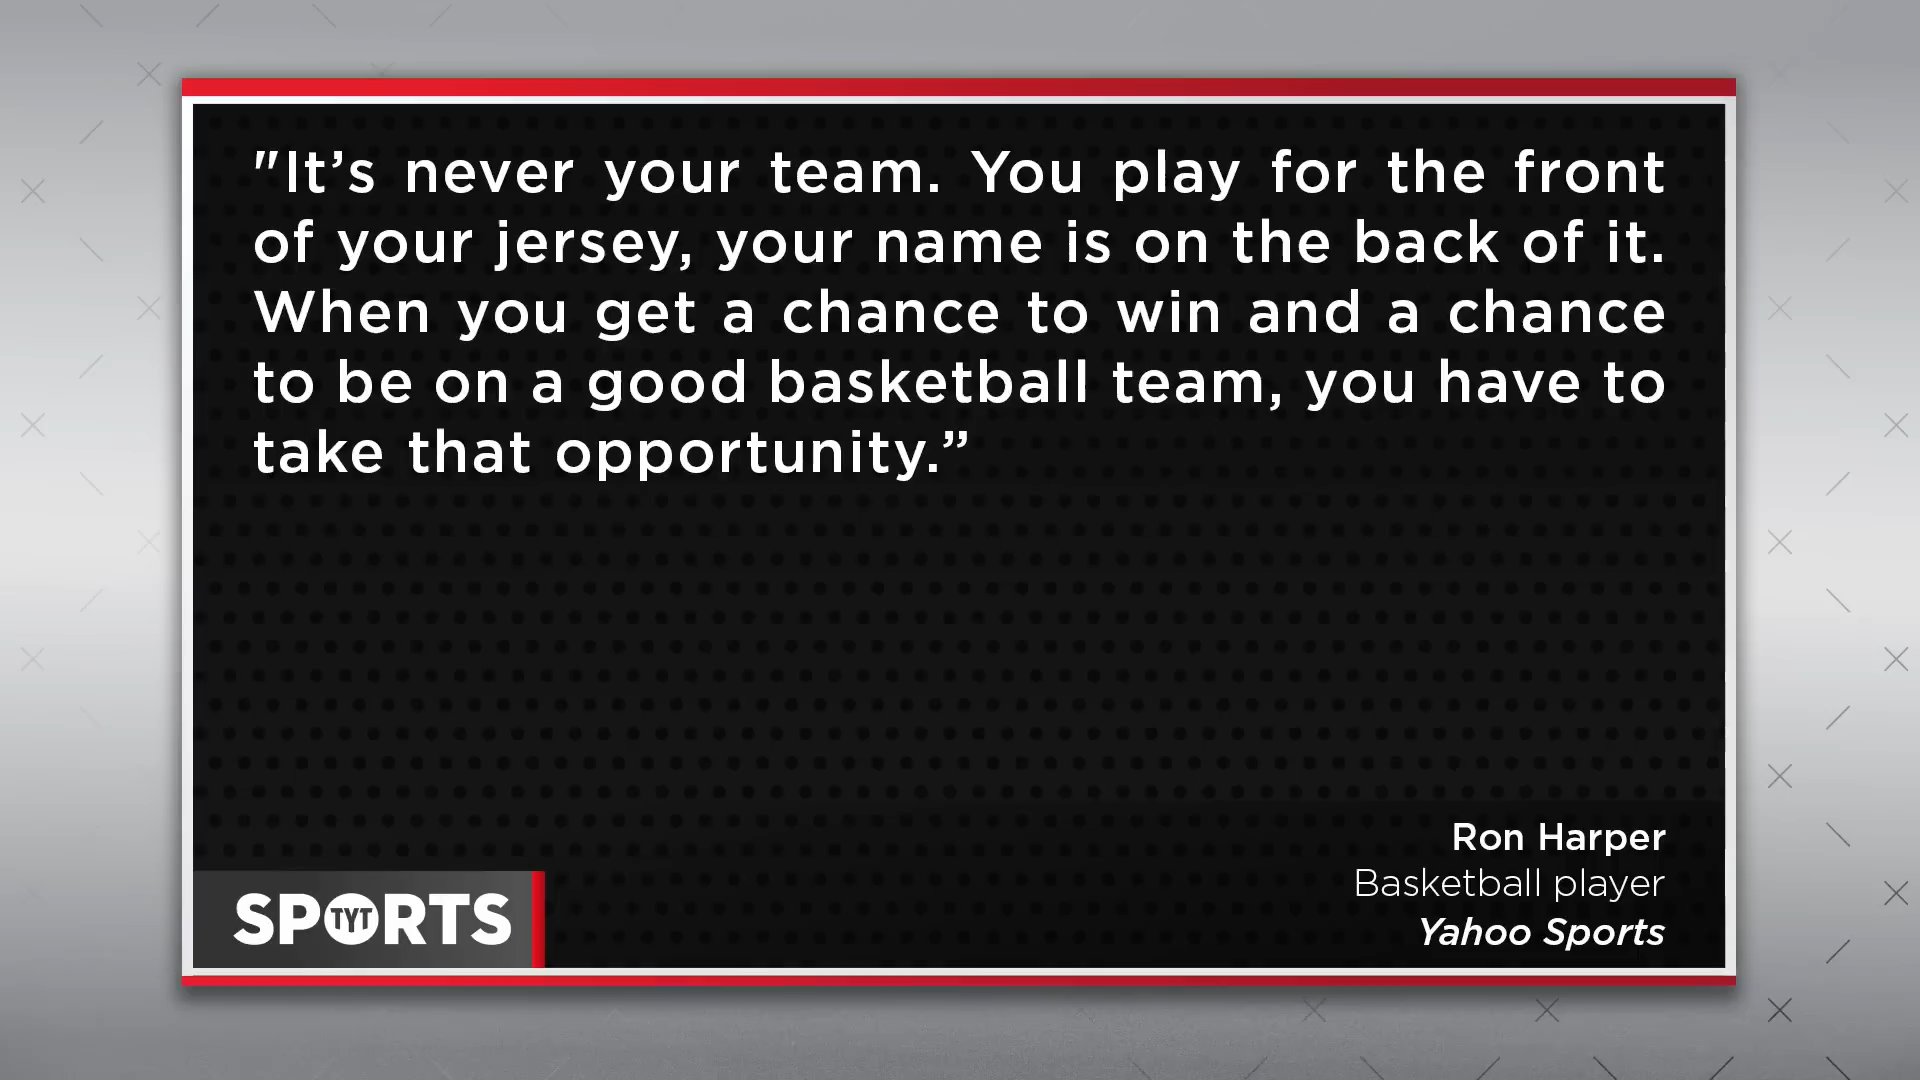 "It’s never your team. You play for the front
of your jersey, your name is on the back of it.
When you get a chance to win and a chance
to be on a good basketball team, you have to
take that opportunity.”
Ron Harper
Basketball player
Yahoo Sports
SPORTS
TYT